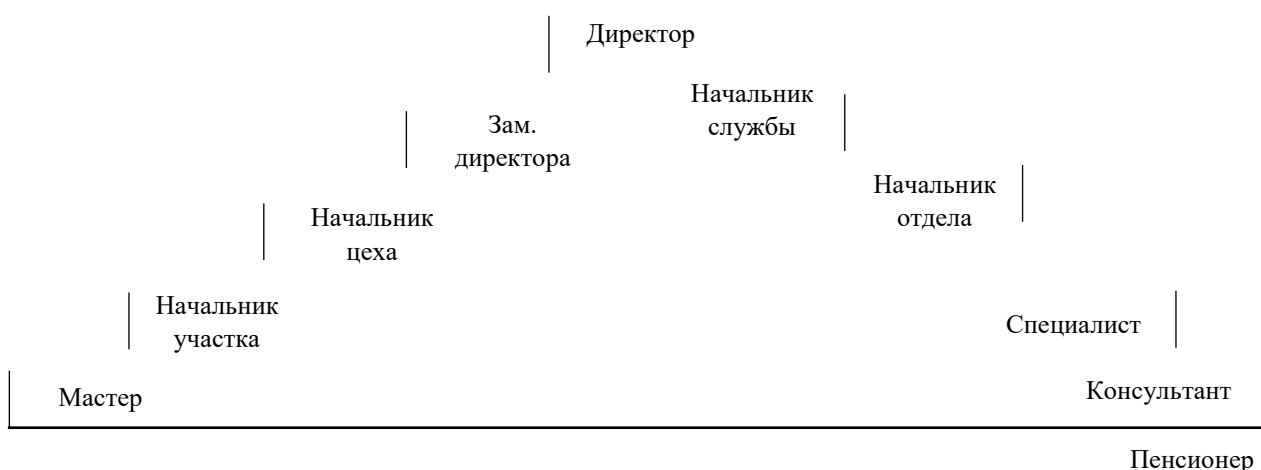 Директор
Начальник
службы
Зам.
директора
Начальник
отдела
Начальник
цеха
Начальник
участка
Специалист
Мастер
Консультант
Пенсионер